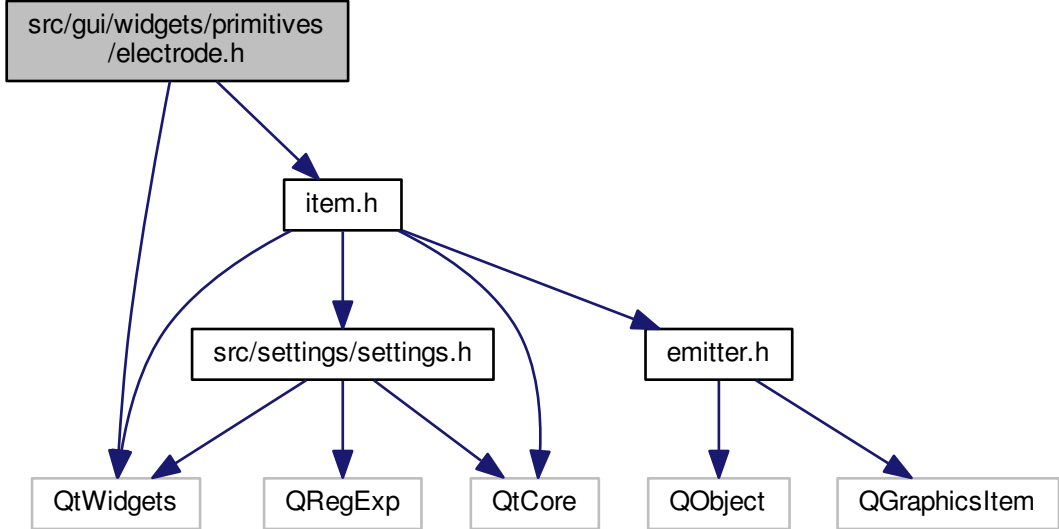 src/gui/widgets/primitives
/electrode.h
item.h
src/settings/settings.h
emitter.h
QtWidgets
QRegExp
QtCore
QObject
QGraphicsItem